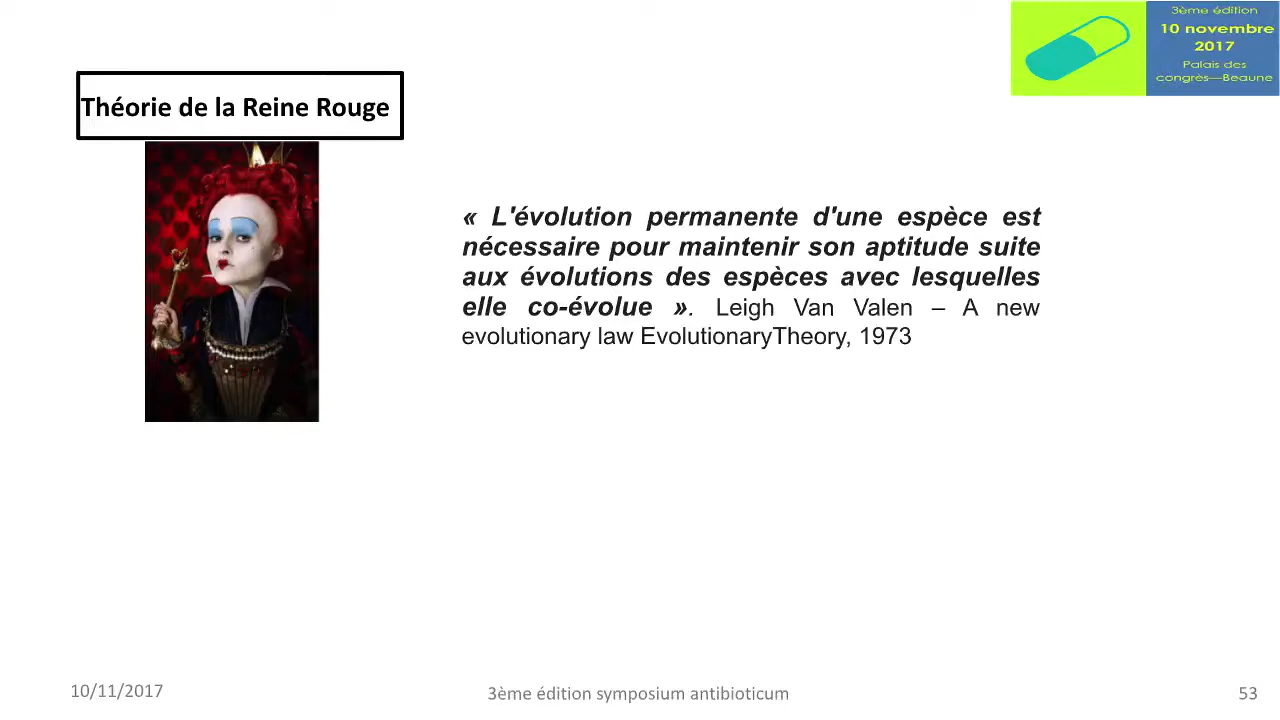 3ème édition
10 novembre
2017
Palais des
congrès—Beaune
Théorie de la Reine Rouge
« L'évolution permanente d'une espèce est
nécessaire pour maintenir son aptitude suite
aux évolutions des espèces avec lesquelles
elle co-évolue ». Leigh Van Valen – A new
evolutionary law EvolutionaryTheory, 1973
10/11/2017
3ème édition symposium antibioticum
53